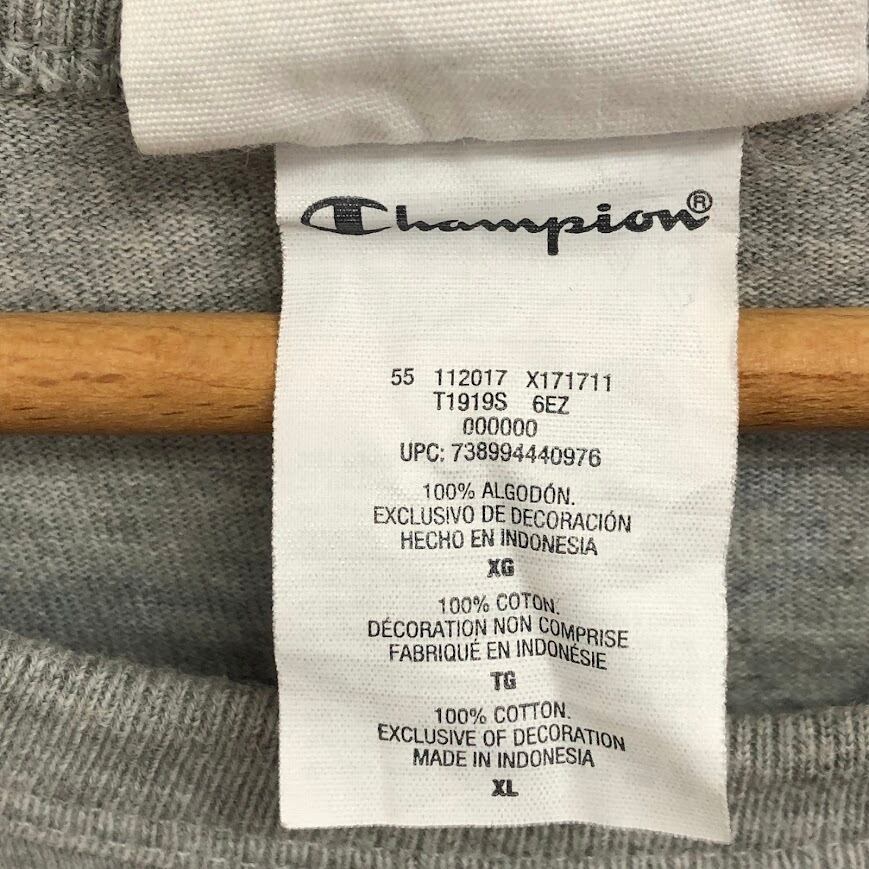 Champion®
55 112017 X171711
T1919S 6EZ
000000
UPC: 738994440976
100% ALGODÓN.
EXCLUSIVO DE DECORACIÓN
HECHO EN INDONESIA
XG
100% COTON.
DÉCORATION NON COMPRISE
FABRIQUÉ EN INDONÉSIE
TG
100% COTTON.
EXCLUSIVE OF DECORATION
MADE IN INDONESIA
XL